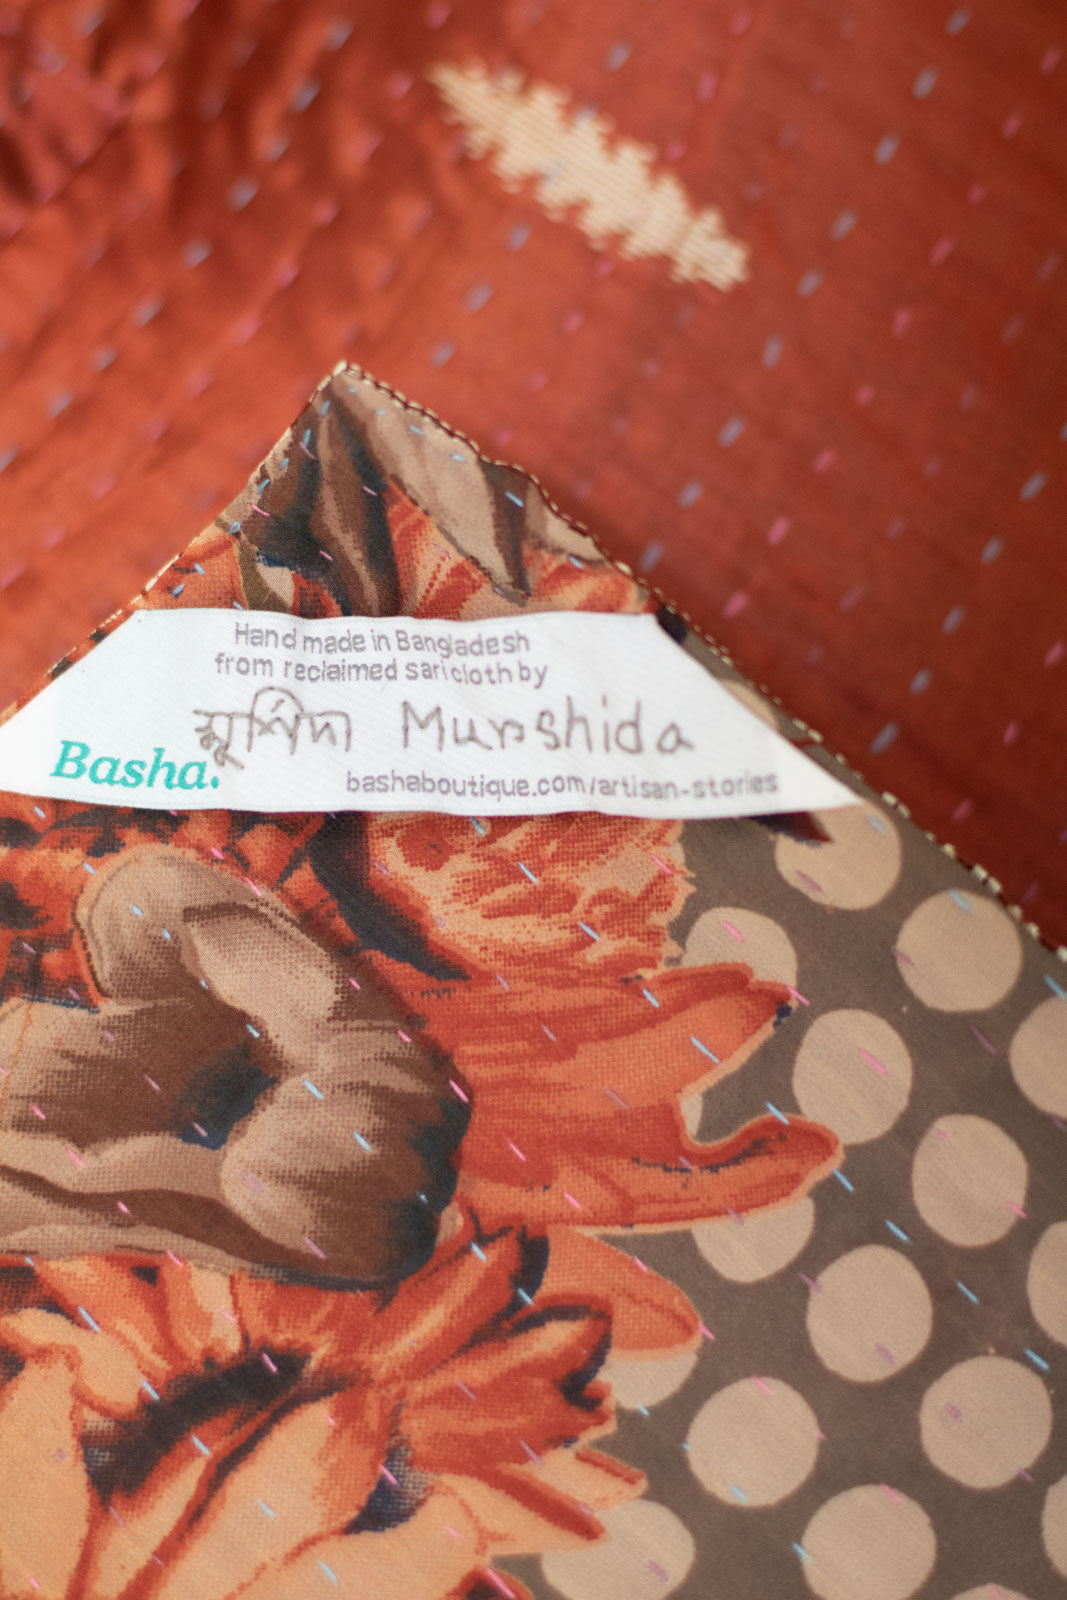 Hand made in Bangladesh
from reclaimed sari cloth by
মুর্শিদা Murshida
Basha.
bashaboutique.com/artisan-stories